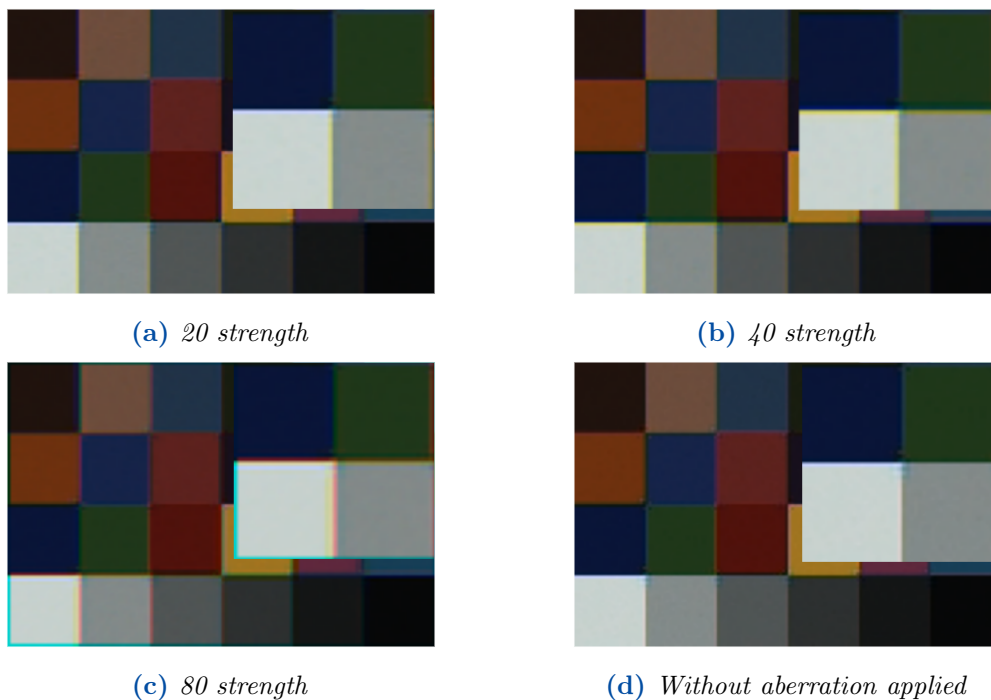 (a) 20 strength
(b) 40 strength
(c) 80 strength
(d) Without aberration applied